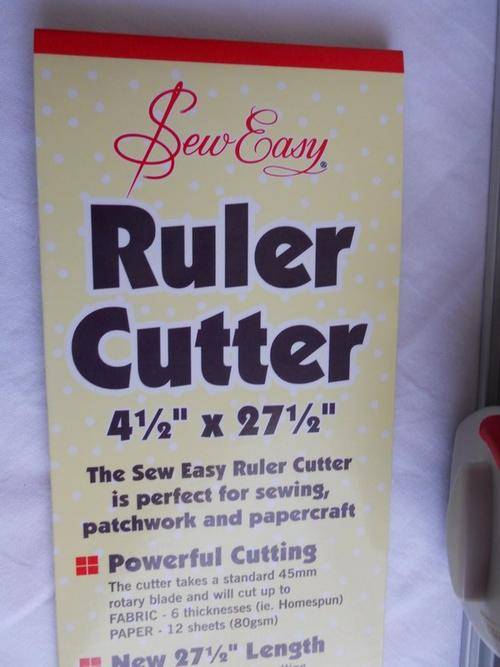 Sew Easy®
Ruler
Cutter
4½" x 27½"
The Sew Easy Ruler Cutter
is perfect for sewing,
patchwork and papercraft
Powerful Cutting
The cutter takes a standard 45mm
rotary blade and will cut up to
FABRIC - 6 thicknesses (ie. Homespun)
PAPER - 12 sheets (80gsm)
New 27½" Length